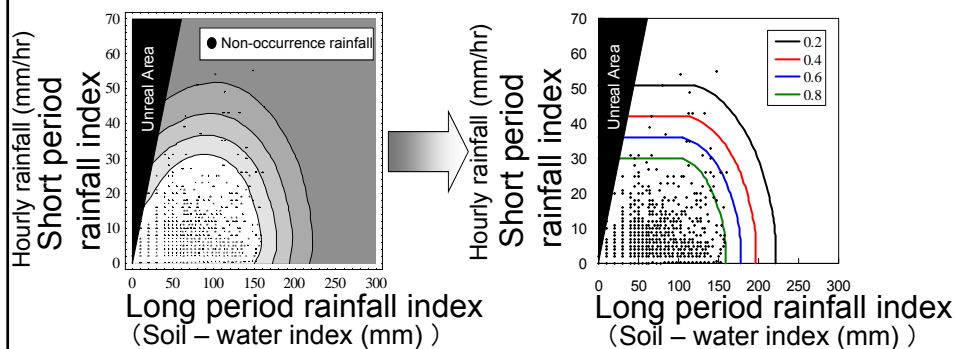 Hourly rainfall (mm/hr)
Short period
rainfall index
70
60
50
40
30
20
10
0
Unreal Area
Non-occurrence rainfall
0 50 100 150 200 250 300
Long period rainfall index
（Soil – water index (mm) ）
Hourly rainfall (mm/hr)
Short period
rainfall index
70
60
50
40
30
20
10
0
Unreal Area
0.2
0.4
0.6
0.8
0 50 100 150 200 250 300
Long period rainfall index
（Soil – water index (mm) ）